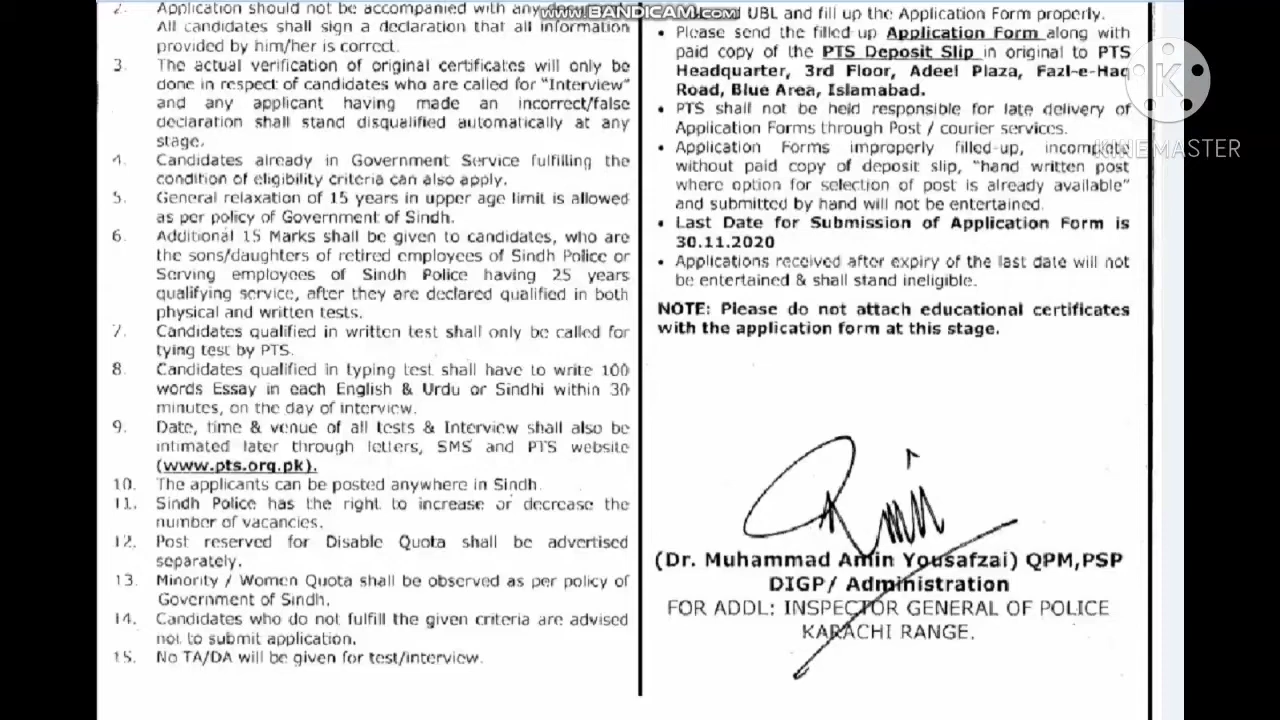 www.BANDICAM.com
2. Application should not be accompanied with any
All candidates shall sign a declaration that all information
provided by him/her is correct.
3. The actual verification of original certificates will only be
done in respect of candidates who are called for "Interview"
and any applicant having made an incorrect/false
declaration shall stand disqualified automatically at any
stage.
4. Candidates already in Government Service fulfilling the
condition of eligibility criteria can also apply.
5. General relaxation of 15 years in upper age limit is allowed
as per policy of Government of Sindh.
6. Additional 15 Marks shall be given to candidates, who are
the sons/daughters of retired employees of Sindh Police or
Serving employees of Sindh Police having 25 years
qualifying service, after they are declared qualified in both
physical and written tests.
7. Candidates qualified in written test shall only be called for
tying test by PTS.
8. Candidates qualified in typing test shall have to write 100
words Essay in each English & Urdu or Sindhi within 30
minutes, on the day of interview.
9. Date, time & venue of all tests & Interview shall also be
intimated later through letters, SMS and PTS website
(www.pts.org.pk).
10. The applicants can be posted anywhere in Sindh.
11. Sindh Police has the right to increase or decrease the
number of vacancies.
12. Post reserved for Disable Quota shall be advertised
separately.
13. Minority / Women Quota shall be observed as per policy of
Government of Sindh.
14. Candidates who do not fulfill the given criteria are advised
not to submit application.
15. No TA/DA will be given for test/interview.
UBL and fill up the Application Form properly.
• Please send the filled up Application Form along with
paid copy of the PTS Deposit Slip in original to PTS
Headquarter, 3rd Floor, Adeel Plaza, Fazl-e-Haq
Road, Blue Area, Islamabad.
• PTS shall not be held responsible for late delivery of
Application Forms through Post / courier services.
• Application Forms improperly filled-up, incomplete
without paid copy of deposit slip, "hand written post
where option for selection of post is already available"
and submitted by hand will not be entertained.
• Last Date for Submission of Application Form is
30.11.2020
• Applications received after expiry of the last date will not
be entertained & shall stand ineligible.
NOTE: Please do not attach educational certificates
with the application form at this stage.
(Dr. Muhammad Amin Yousafzai) QPM,PSP
DIGP/ Administration
FOR ADDL: INSPECTOR GENERAL OF POLICE
KARACHI RANGE.
K
KINEMASTER